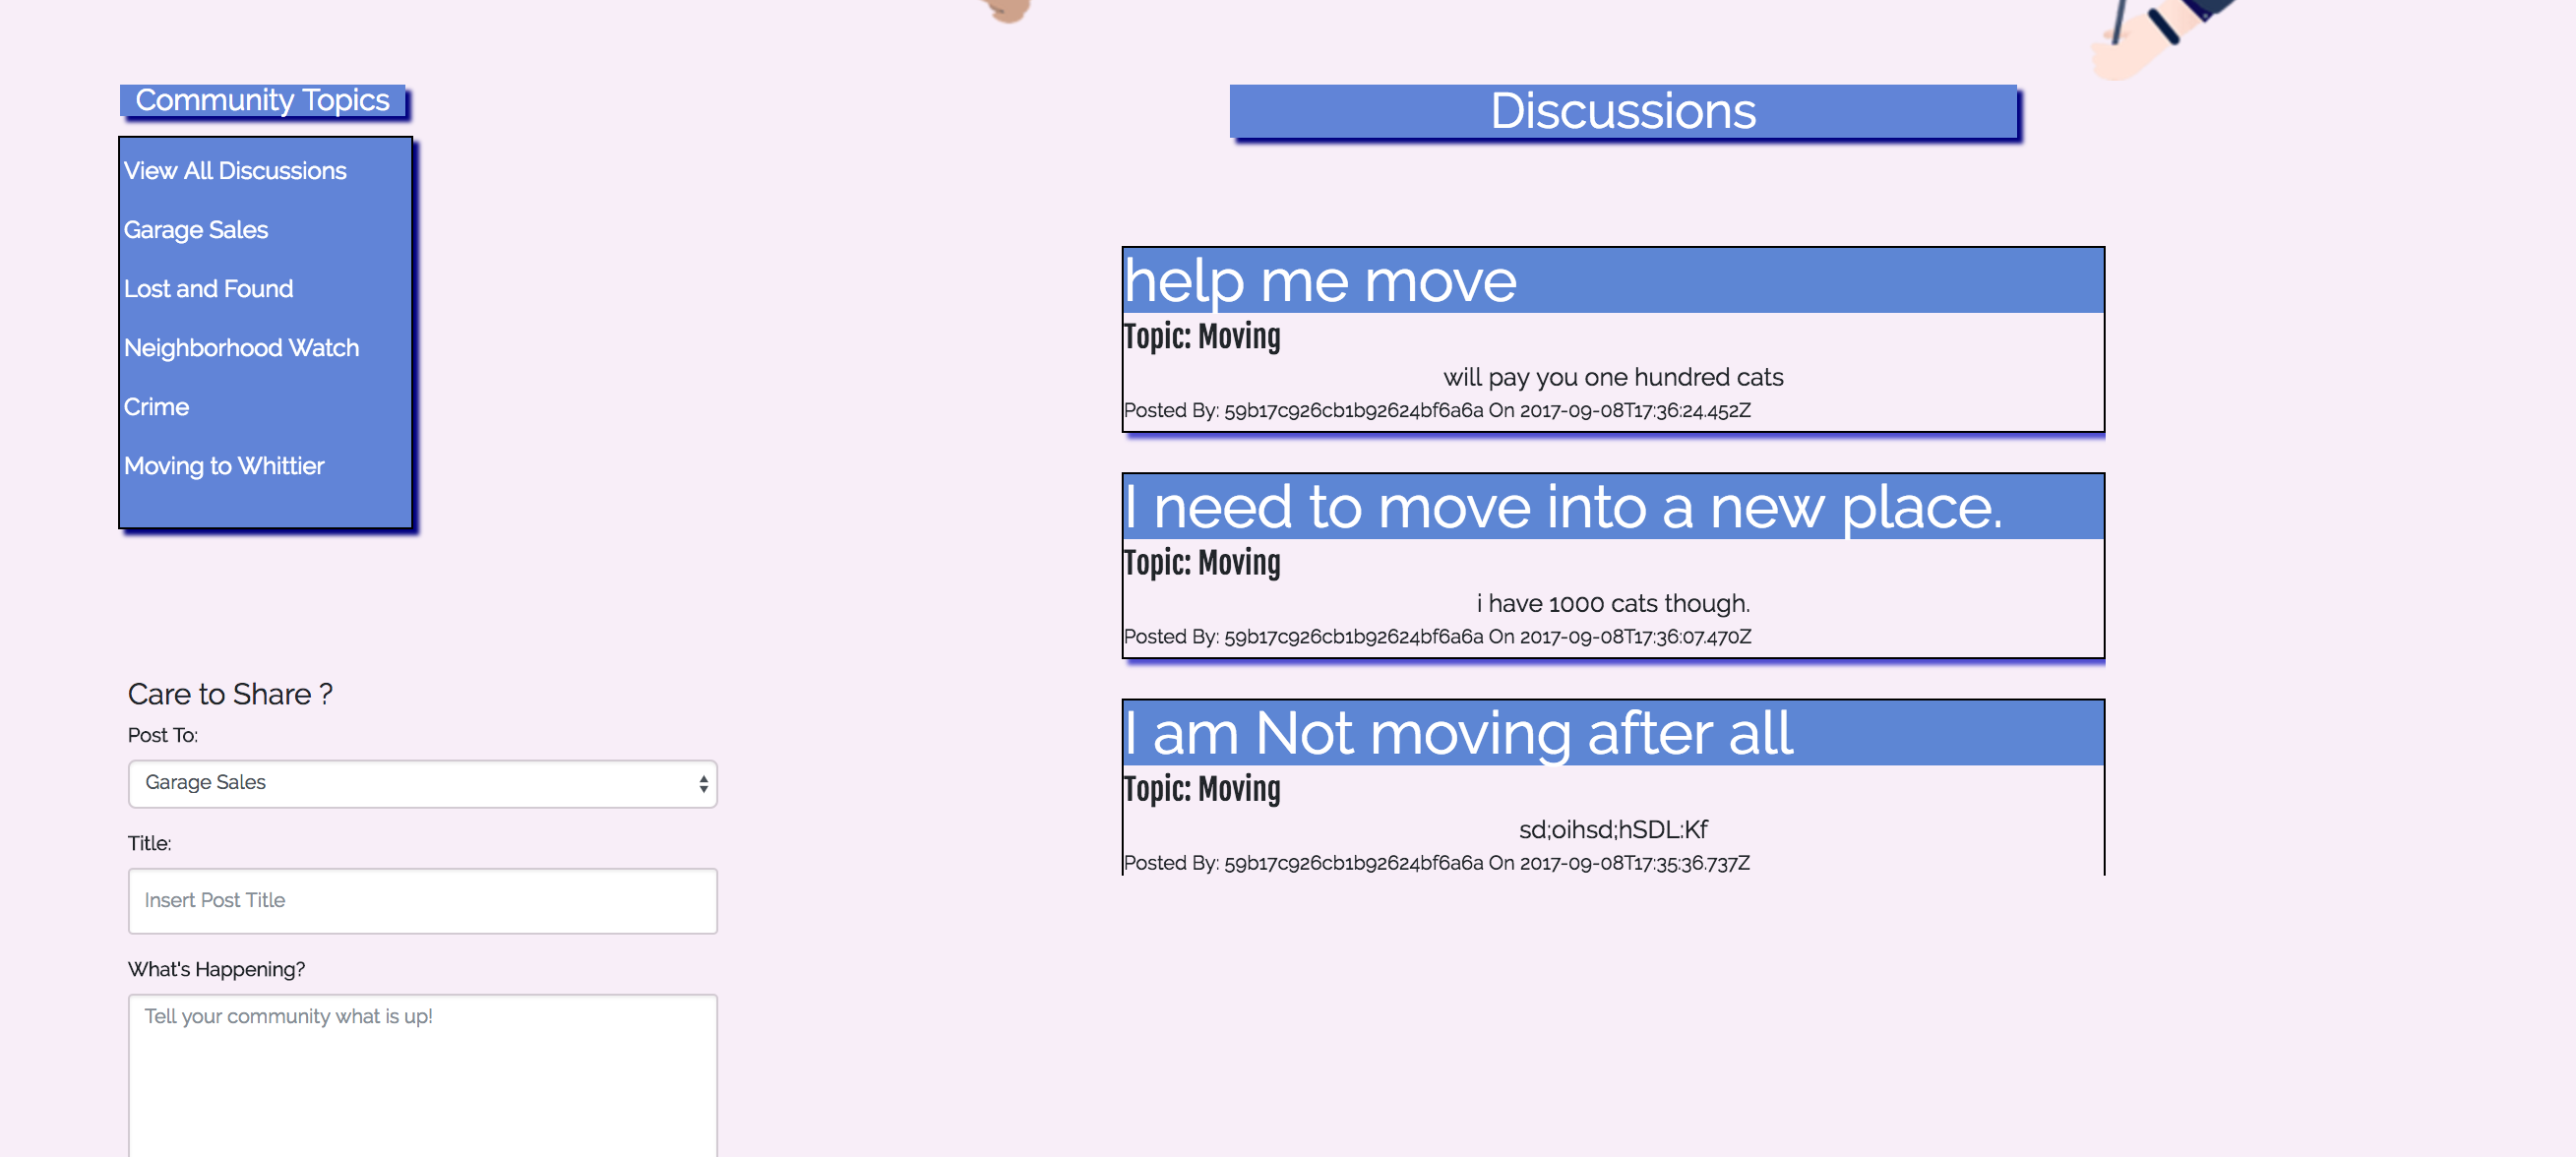 Community Topics
View All Discussions
Garage Sales
Lost and Found
Neighborhood Watch
Crime
Moving to Whittier
Care to Share ?
Post To:
Garage Sales
Title:
Insert Post Title
What's Happening?
Tell your community what is up!
Discussions
help me move
Topic: Moving
will pay you one hundred cats
Posted By: 59b17c926cb1b92624bf6a6a On 2017-09-08T17:36:24.452Z
I need to move into a new place.
Topic: Moving
i have 1000 cats though.
Posted By: 59b17c926cb1b92624bf6a6a On 2017-09-08T17:36:07.470Z
I am Not moving after all
Topic: Moving
sd;oihsd;hSDL:Kf
Posted By: 59b17c926cb1b92624bf6a6a On 2017-09-08T17:35:36.737Z